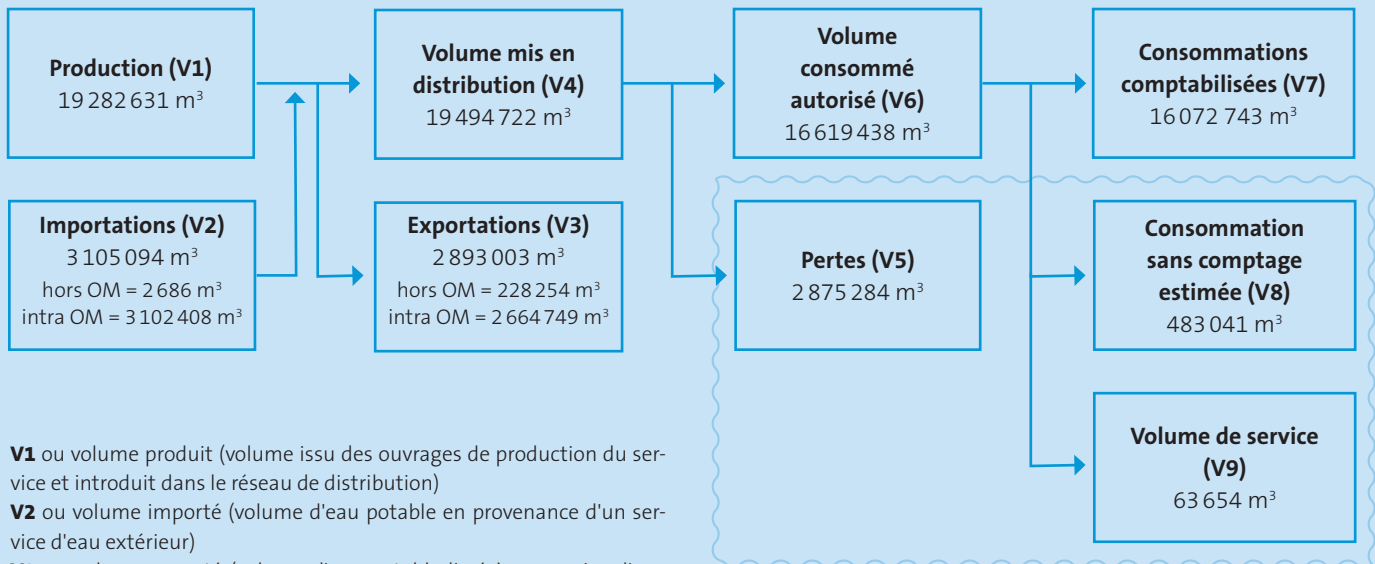 Production (V1)
19 282 631 m³
Volume mis en
distribution (V4)
19 494 722 m³
Volume
consommé
autorisé (V6)
16 619 438 m³
Consommations
comptabilisées (V7)
16 072 743 m³
Importations (V2)
3 105 094 m³
hors OM = 2 686 m³
intra OM = 3 102 408 m³
Exportations (V3)
2 893 003 m³
hors OM = 228 254 m³
intra OM = 2 664 749 m³
Pertes (V5)
2 875 284 m³
Consommation
sans comptage
estimée (V8)
483 041 m³
Volume de service
(V9)
63 654 m³
V1 ou volume produit (volume issu des ouvrages de production du ser-
vice et introduit dans le réseau de distribution)
V2 ou volume importé (volume d'eau potable en provenance d'un ser-
vice d'eau extérieur)